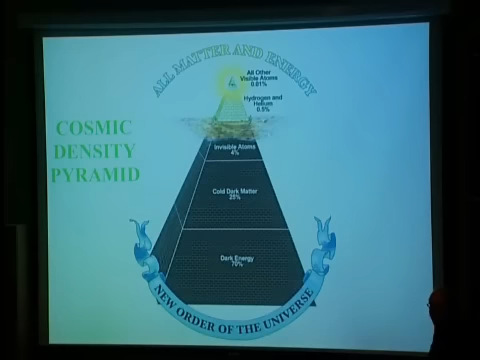 ALL MATTER AND ENERGY
All Other
Visible Atoms
0.01%
Hydrogen and
Helium
0.5%
COSMIC
DENSITY
PYRAMID
Invisible Atoms
4%
Cold Dark Matter
25%
Dark Energy
70%
NEW ORDER OF THE UNIVERSE